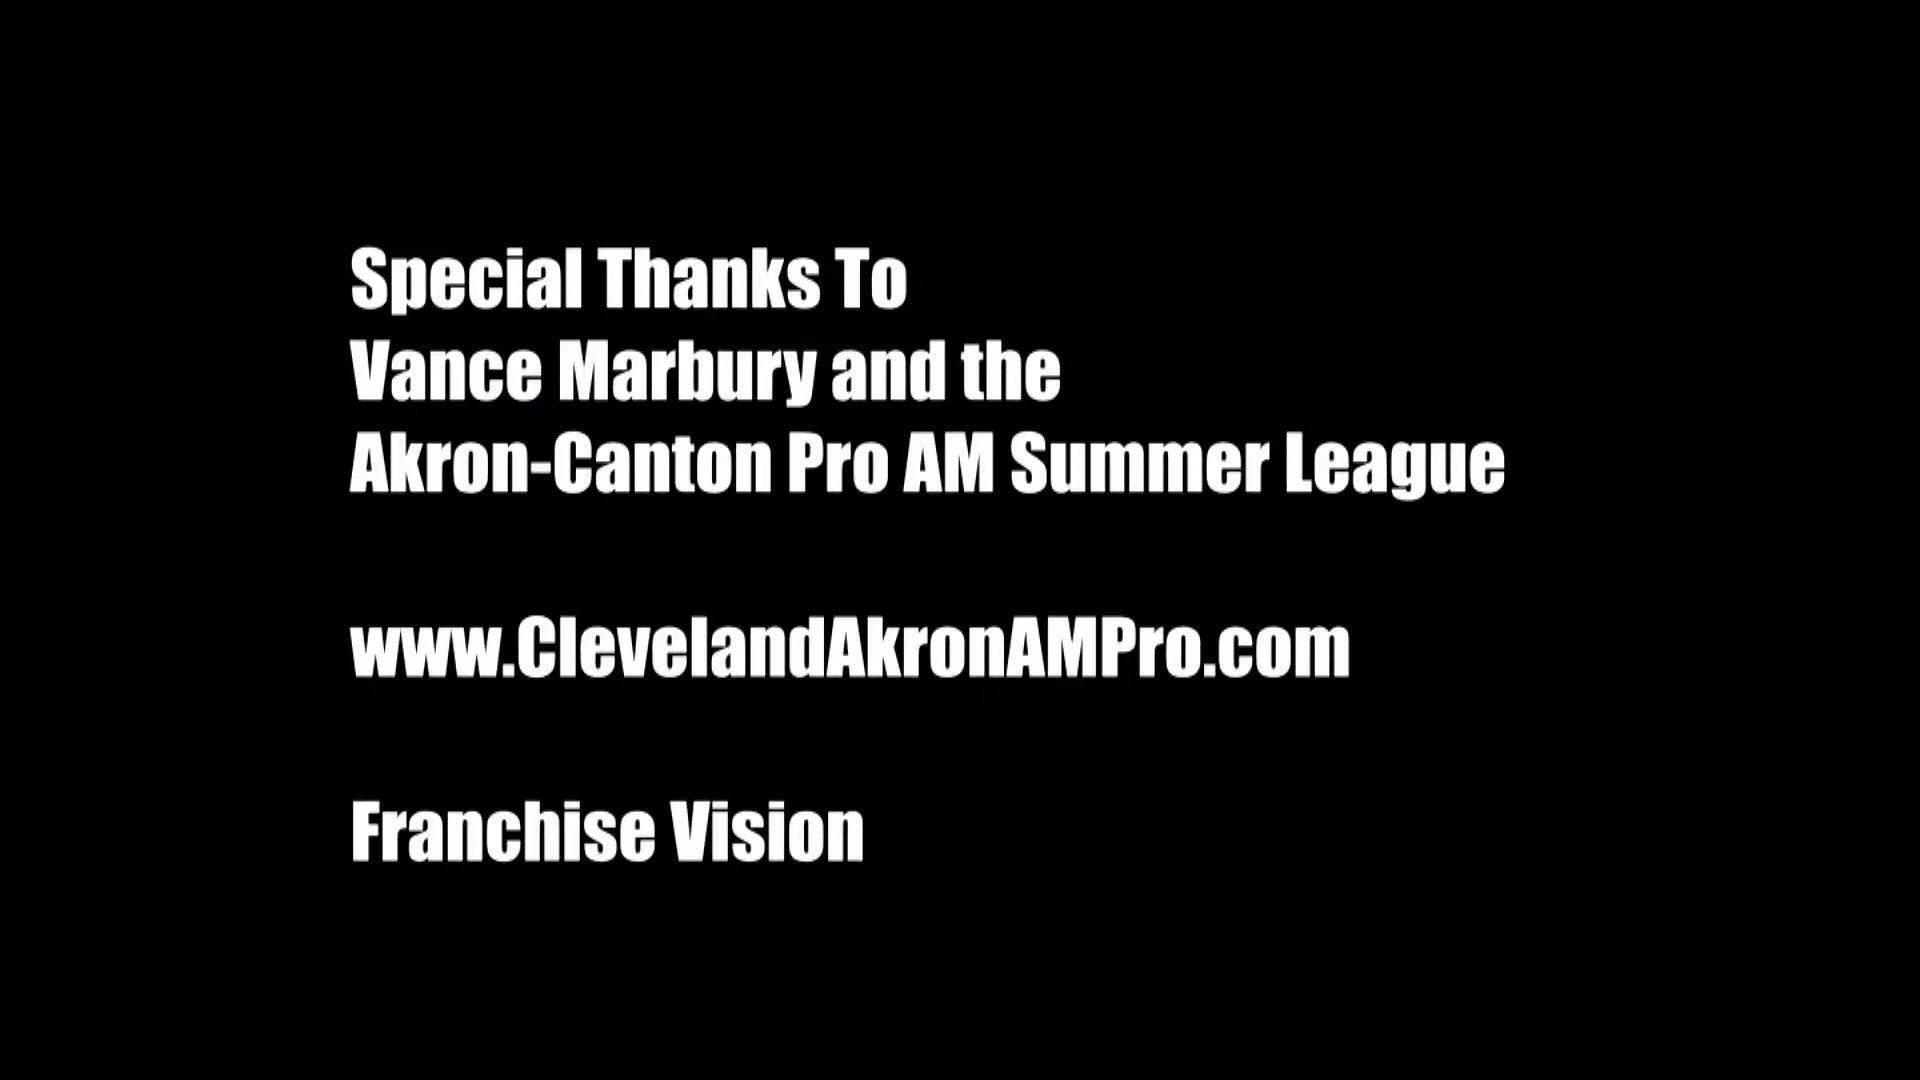 Special Thanks To
Vance Marbury and the
Akron-Canton Pro AM Summer League
www.ClevelandAkronAMPro.com
Franchise Vision